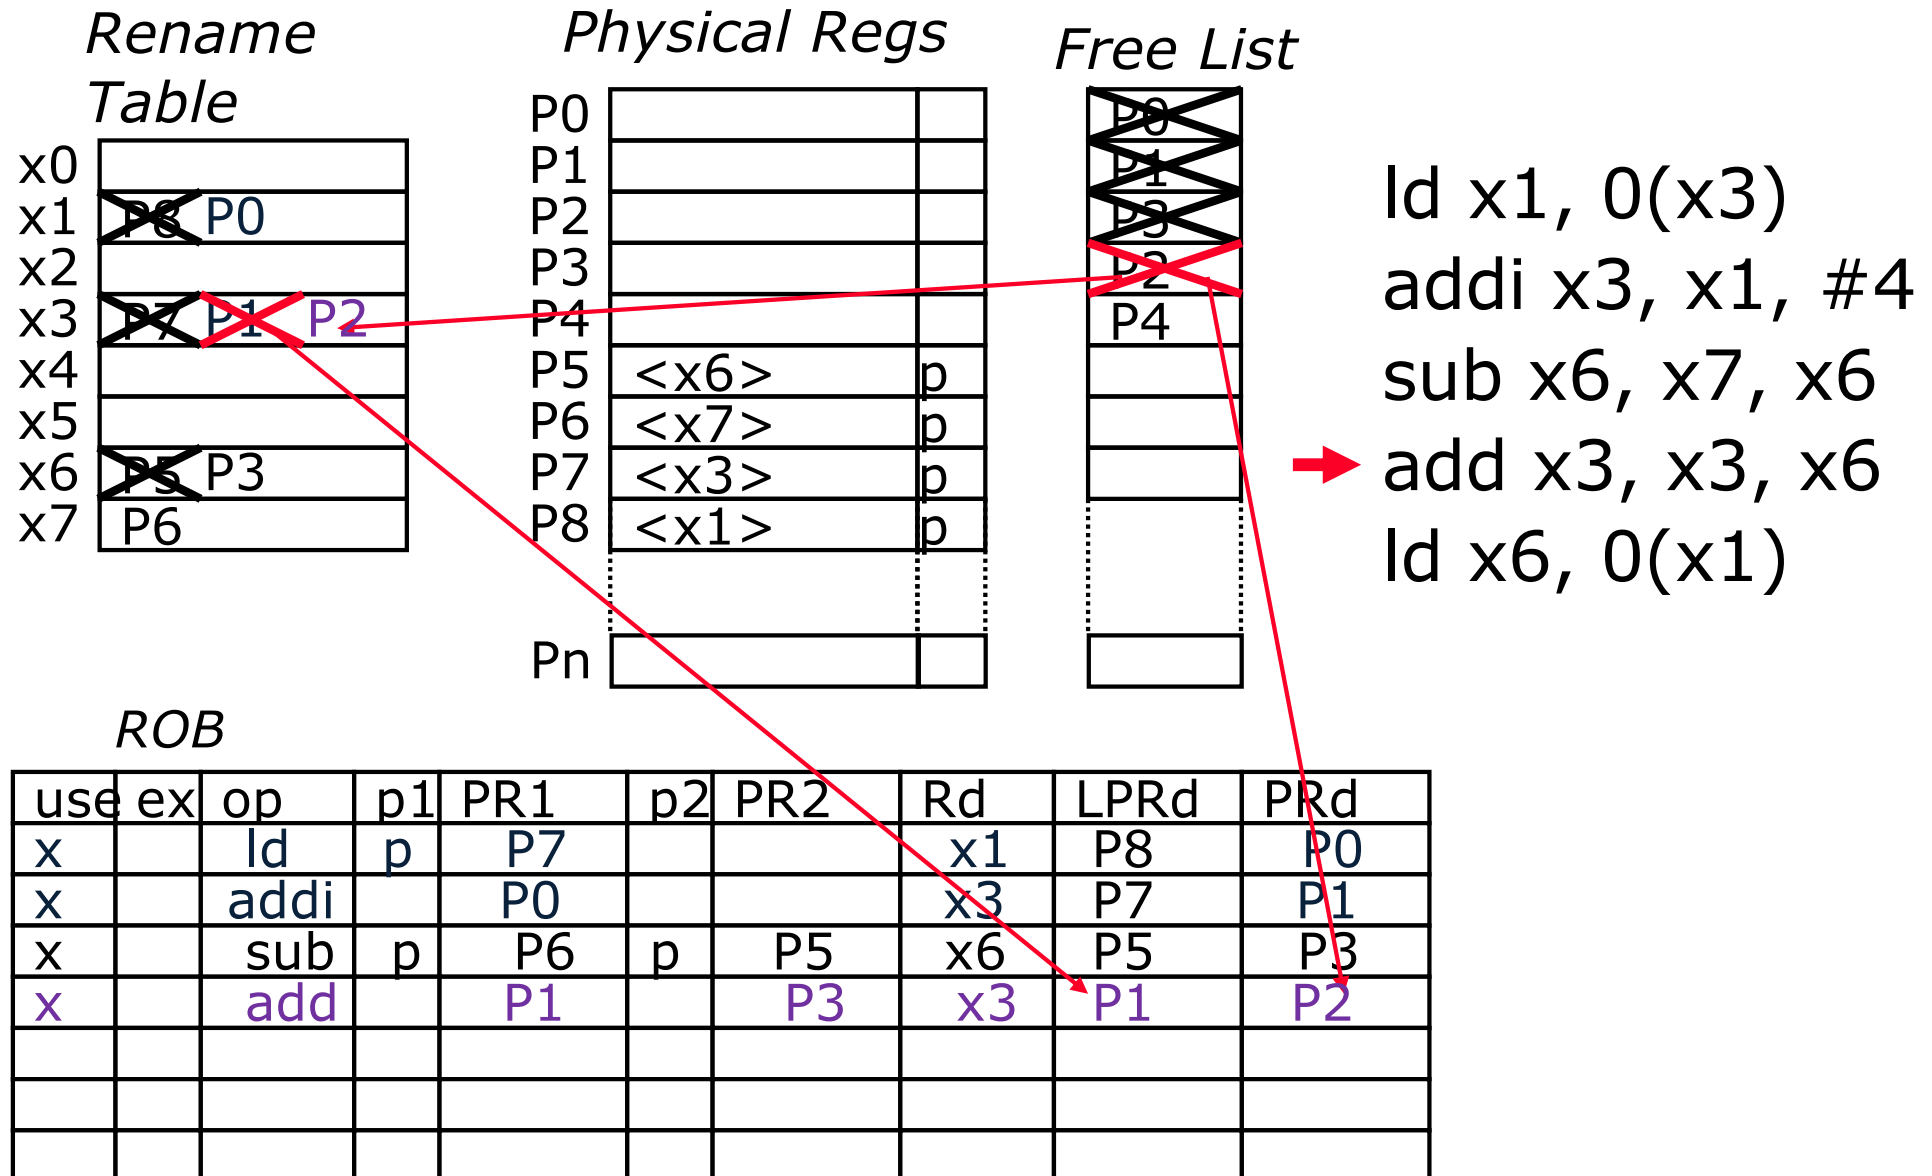 Rename
Table
x0
x1 P8 P0
x2
x3 P7 P1 P2
x4
x5
x6 P5 P3
x7 P6
Physical Regs
P0
P1
P2
P3
P4
P5 <x6> p
P6 <x7> p
P7 <x3> p
P8 <x1> p
Pn
Free List
P0
P1
P3
P2
P4
ld x1, 0(x3)
addi x3, x1, #4
sub x6, x7, x6
add x3, x3, x6
ld x6, 0(x1)
ROB
use ex op p1 PR1 p2 PR2 Rd LPRd PRd
x ld p P7 x1 P8 P0
x addi P0 x3 P7 P1
x sub p P6 p P5 x6 P5 P3
x add P1 P3 x3 P1 P2